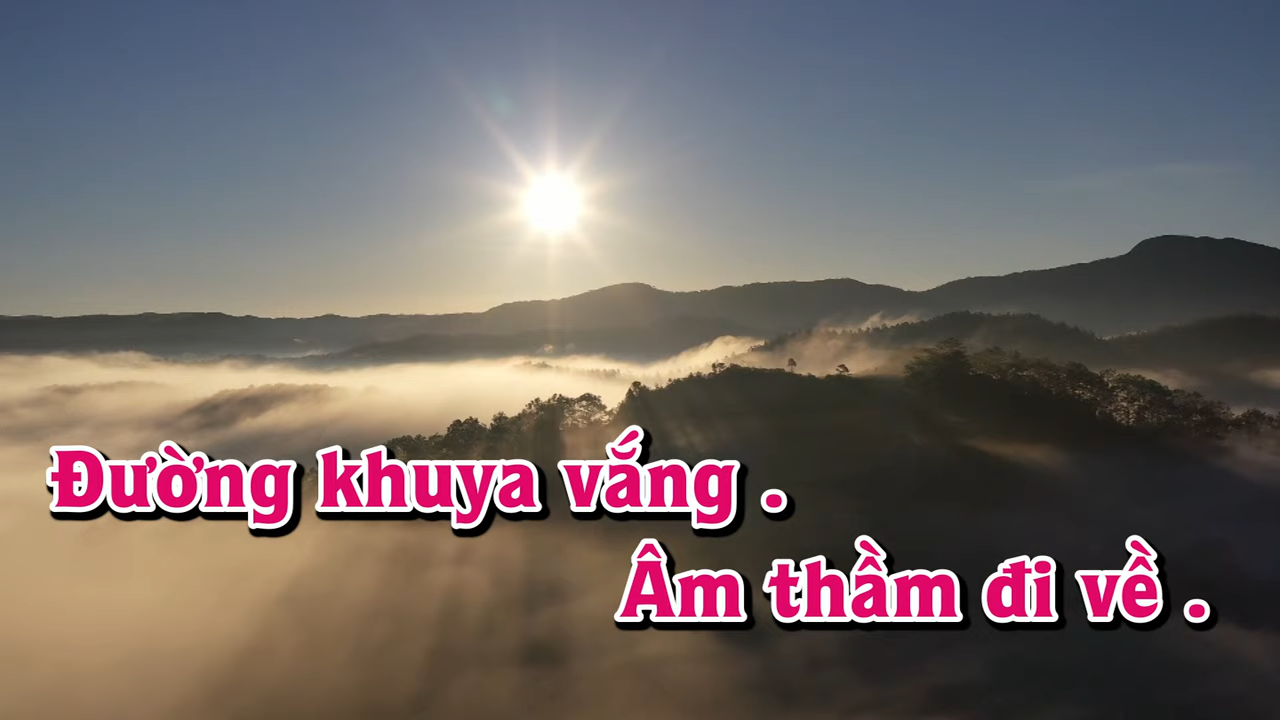 Đường khuya vắng .
Âm thầm đi về .